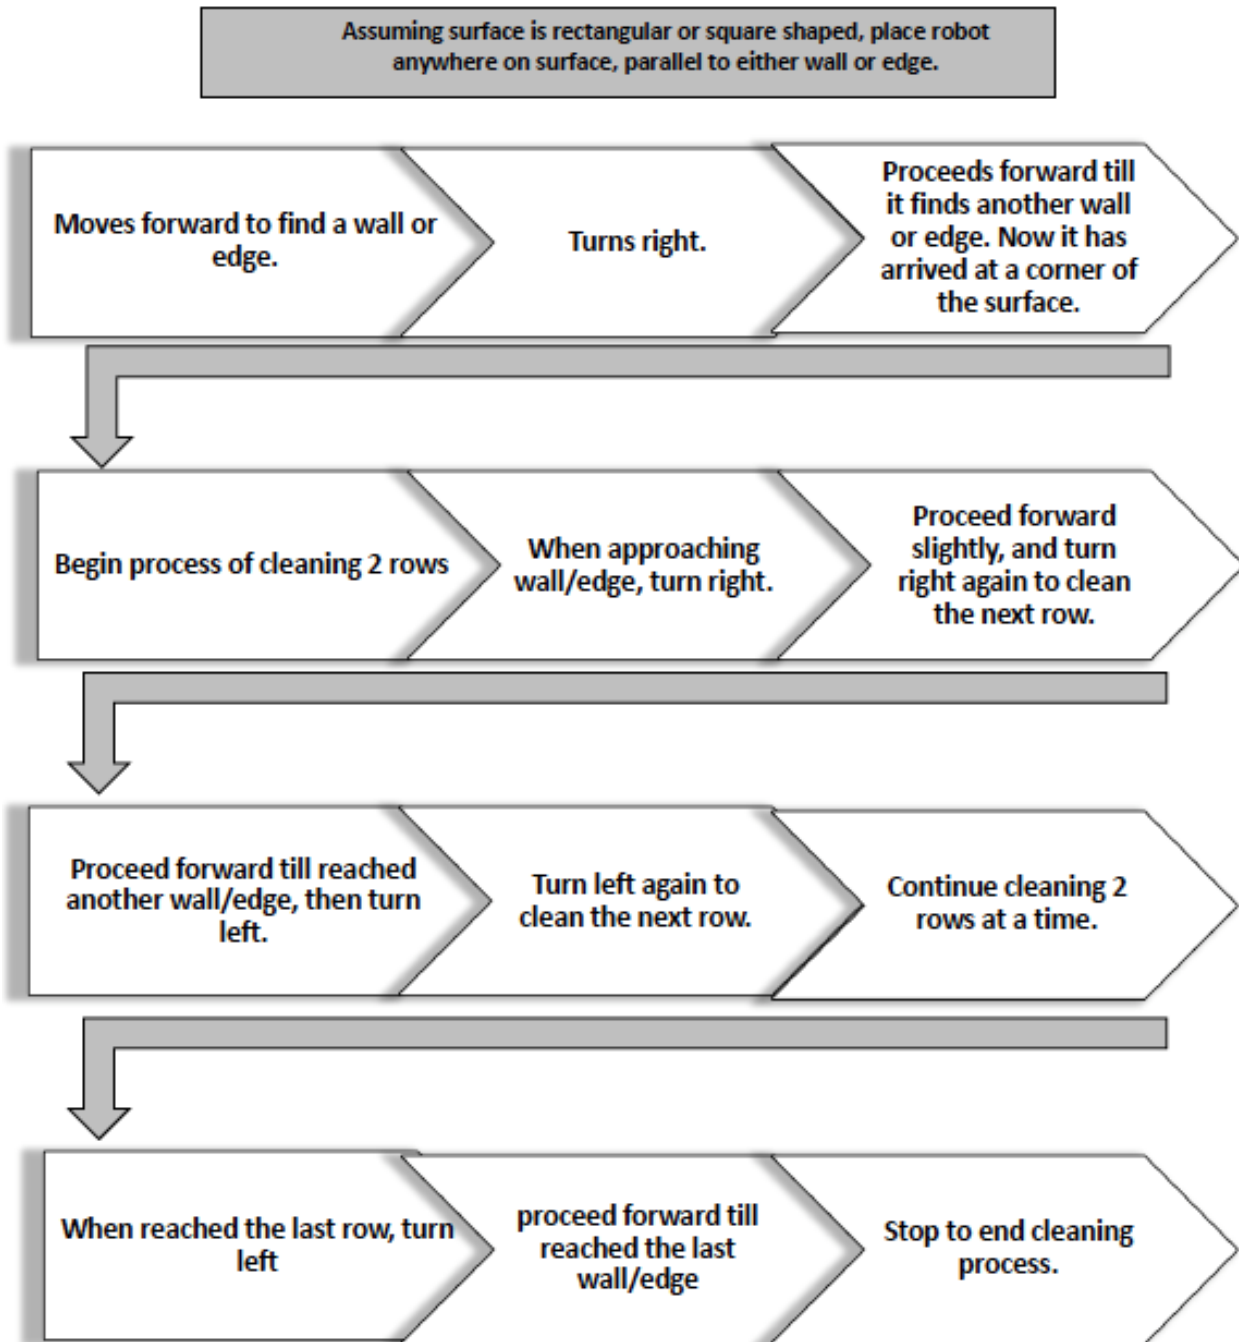 Assuming surface is rectangular or square shaped, place robot
anywhere on surface, parallel to either wall or edge.
Moves forward to find a wall or
edge.
Turns right.
Proceeds forward till
it finds another wall
or edge. Now it has
arrived at a corner of
the surface.
Begin process of cleaning 2 rows
When approaching
wall/edge, turn right.
Proceed forward
slightly, and turn
right again to clean
the next row.
Proceed forward till reached
another wall/edge, then turn
left.
Turn left again to
clean the next row.
Continue cleaning 2
rows at a time.
When reached the last row, turn
left
proceed forward till
reached the last
wall/edge
Stop to end cleaning
process.